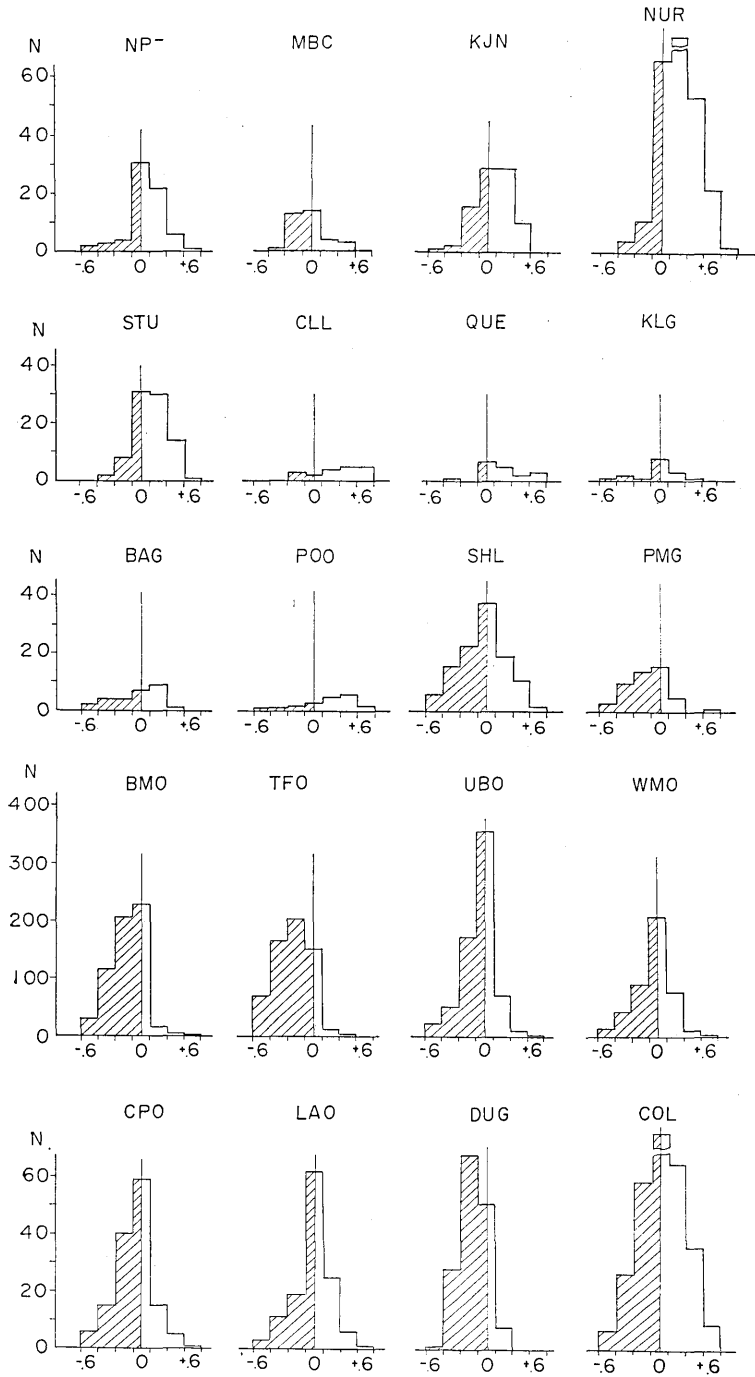 NUR
N NP- MBC KJN
60
40
20
0
-.6 0 +.6 -.6 0 +.6 -.6 0 +.6 -.6 0 +.6
N STU CLL QUE KLG
40
20
0
-.6 0 +.6 -.6 0 +.6 -.6 0 +.6 -.6 0 +.6
N BAG POO SHL PMG
40
20
0
-.6 0 +.6 -.6 0 +.6 -.6 0 +.6 -.6 0 +.6
N BMO TFO UBO WMO
400
300
200
100
0
-.6 0 +.6 -.6 0 +.6 -.6 0 +.6 -.6 0 +.6
CPO LAO DUG COL
N
60
40
20
0
-.6 0 +.6 -.6 0 +.6 -.6 0 +.6 -.6 0 +.6